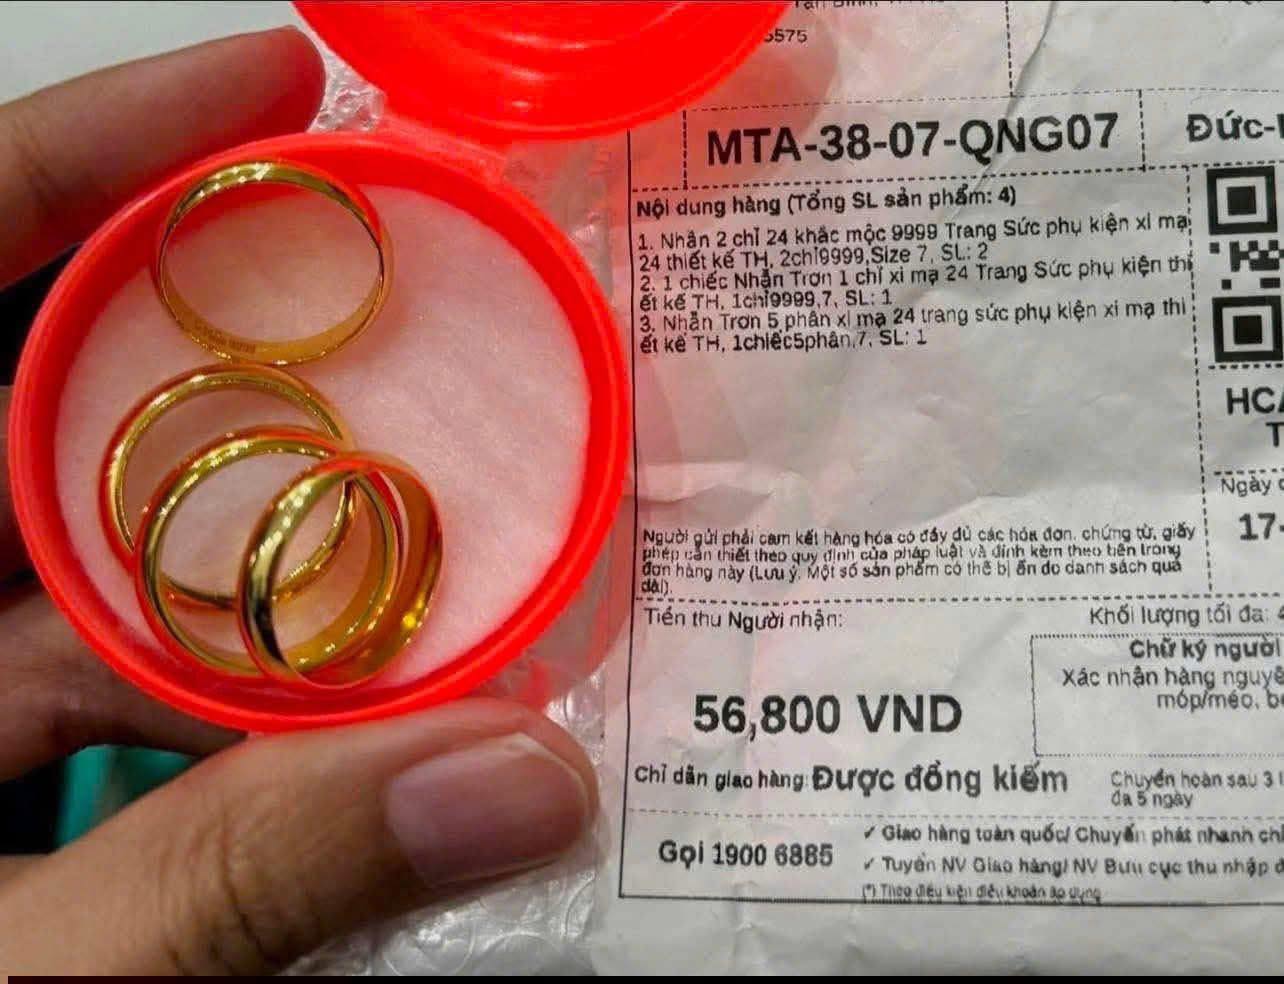 5575
MTA-38-07-QNG07
Đức-
Nội dung hàng (Tổng SL sản phẩm: 4)
1. Nhẫn 2 chỉ 24 khâc mộc 9999 Trang Sức phụ kiện xi mạ
24 thiết kế TH, 2chỉ9999,Size 7, SL: 2
2. 1 chiếc Nhẫn Trơn 1 chỉ xi mạ 24 Trang Sức phụ kiện thi
ết kế TH, 1chỉ9999,7, SL: 1
3. Nhẫn Trơn 5 phân xi mạ 24 trang sức phụ kiện xi mạ thi
ết kế TH, 1chiếc5phân,7, SL: 1
HCA
T
Ngày
17-
Người gửi phải cam kết hàng hóa có đầy đủ các hóa đơn, chứng từ, giấy
phép cần thiết theo quy định của pháp luật và đính kèm theo bên trong
đơn hàng này (Lưu ý. Một số sản phẩm có thể bị ẩn do danh sách quá
dài).
Tiền thu Người nhận:
56,800 VND
Khối lượng tối đa:
Chữ ký người
Xác nhận hàng nguyê
móp/méo, b
Chỉ dẫn giao hàng: Được đồng kiểm
Chuyển hoàn sau 3 l
đa 5 ngày
Gọi 1900 6885
✓ Giao hàng toàn quốc/ Chuyển phát nhanh ch
✓ Tuyển NV Giao hàng/ NV Bưu cục thu nhập
(*) Theo điều kiện điều khoản áp dụng